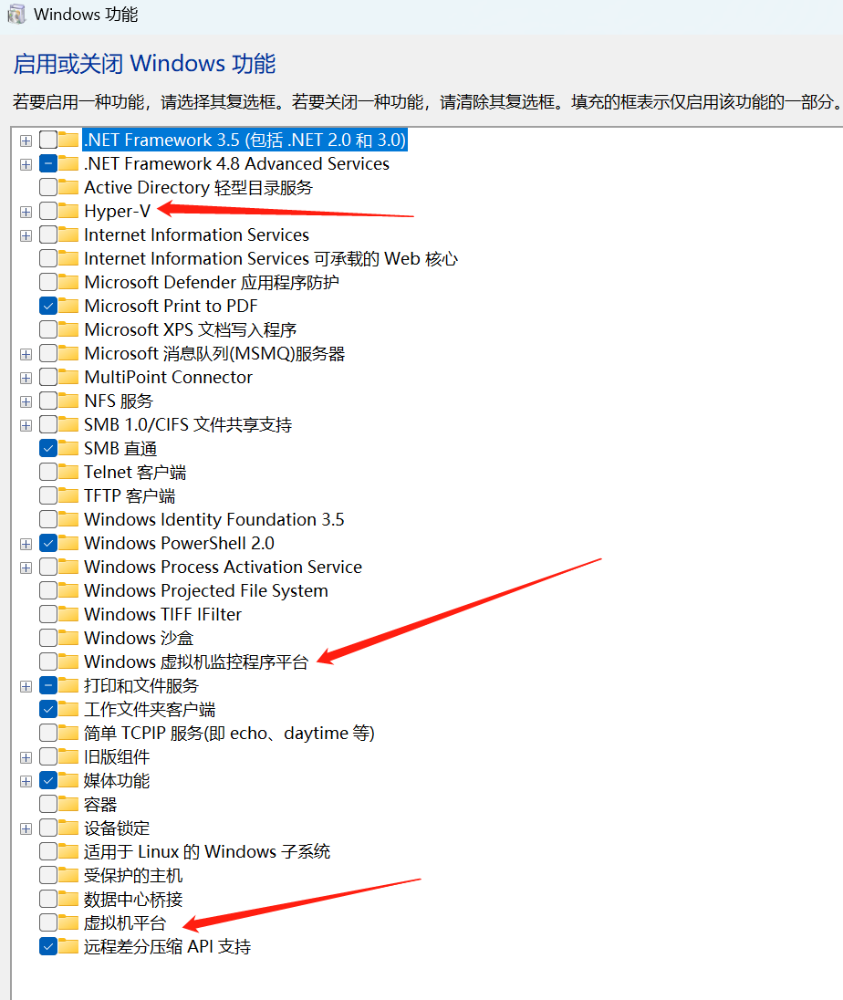 Windows 功能
启用或关闭 Windows 功能
若要启用一种功能，请选择其复选框。若要关闭一种功能，请清除其复选框。填充的框表示仅启用该功能的一部分。
.NET Framework 3.5 (包括 .NET 2.0 和 3.0)
.NET Framework 4.8 Advanced Services
Active Directory 轻型目录服务
Hyper-V
Internet Information Services
Internet Information Services 可承载的 Web 核心
Microsoft Defender 应用程序防护
Microsoft Print to PDF
Microsoft XPS 文档写入程序
Microsoft 消息队列(MSMQ)服务器
MultiPoint Connector
NFS 服务
SMB 1.0/CIFS 文件共享支持
SMB 直通
Telnet 客户端
TFTP 客户端
Windows Identity Foundation 3.5
Windows PowerShell 2.0
Windows Process Activation Service
Windows Projected File System
Windows TIFF IFilter
Windows 沙盒
Windows 虚拟机监控程序平台
打印和文件服务
工作文件夹客户端
简单 TCPIP 服务(即 echo、daytime 等)
旧版组件
媒体功能
容器
设备锁定
适用于 Linux 的 Windows 子系统
受保护的主机
数据中心桥接
虚拟机平台
远程差分压缩 API 支持